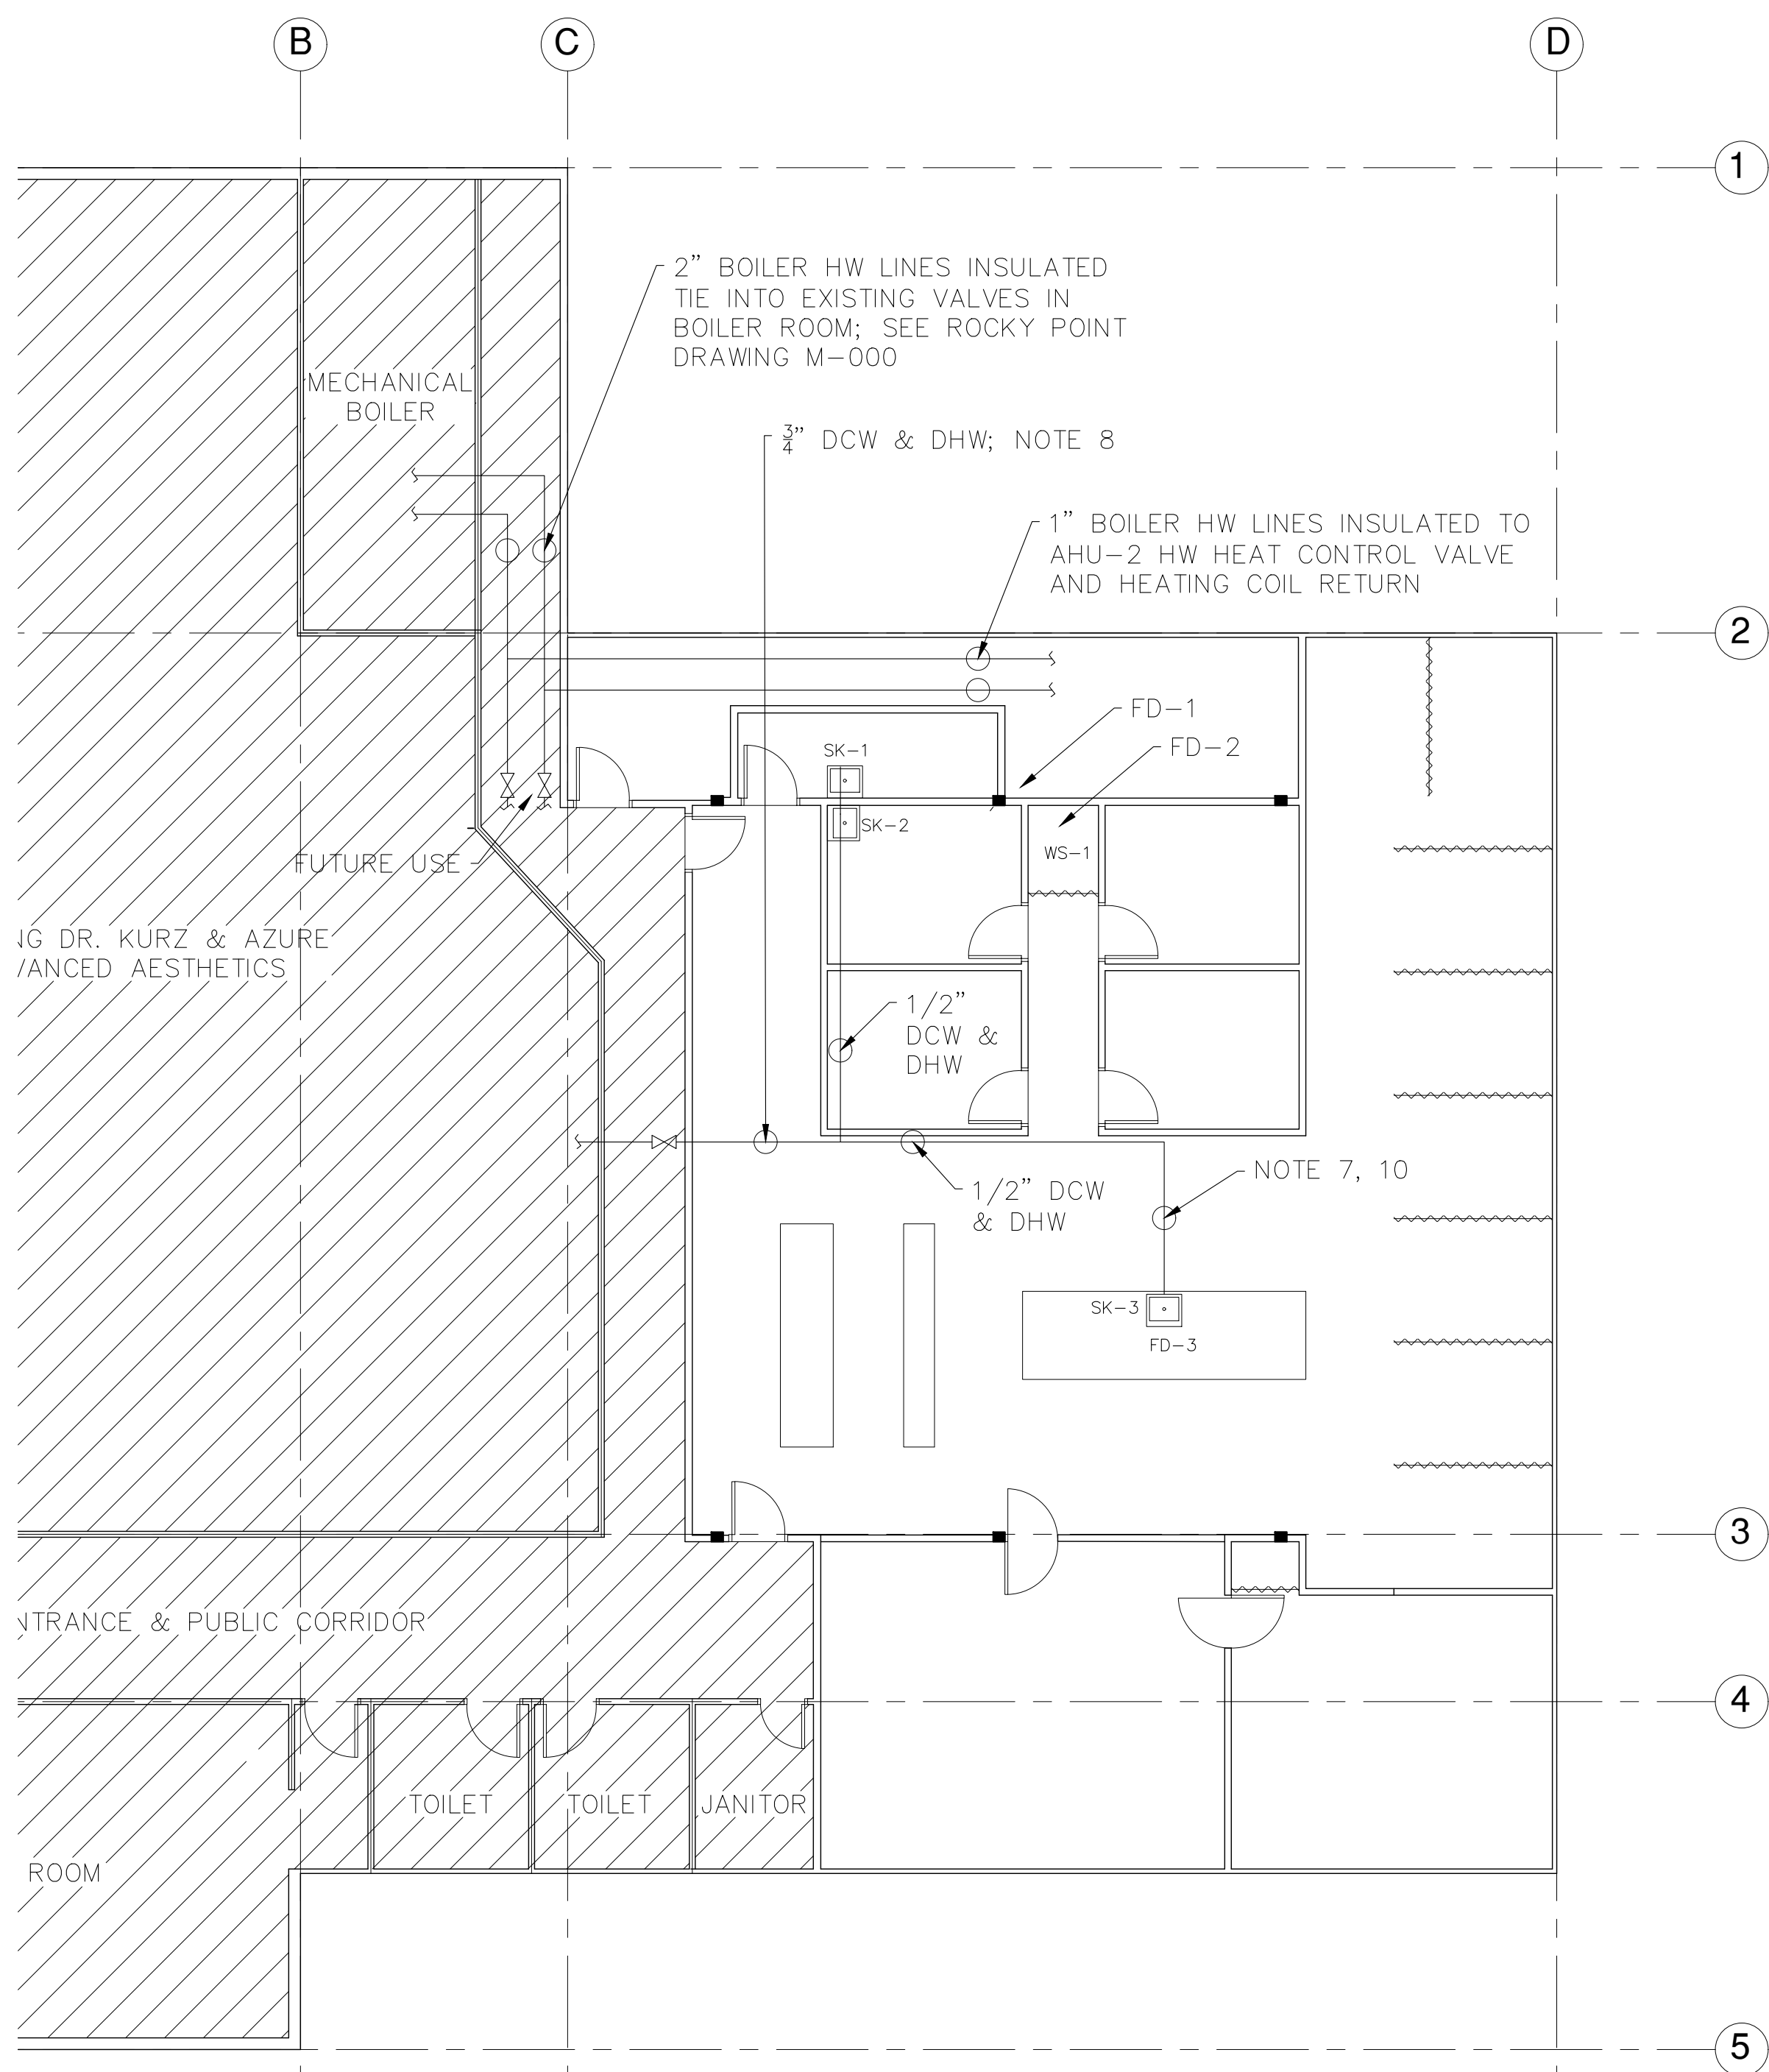 B
C
D
1
2" BOILER HW LINES INSULATED
TIE INTO EXISTING VALVES IN
BOILER ROOM; SEE ROCKY POINT
DRAWING M-000
MECHANICAL
BOILER
3/4" DCW & DHW; NOTE 8
1" BOILER HW LINES INSULATED TO
AHU-2 HW HEAT CONTROL VALVE
AND HEATING COIL RETURN
2
FD-1
FD-2
SK-1
SK-2
WS-1
FUTURE USE
NG DR. KURZ & AZURE
VANCED AESTHETICS
1/2"
DCW &
DHW
NOTE 7, 10
1/2" DCW
& DHW
SK-3
FD-3
3
NTRANCE & PUBLIC CORRIDOR
4
TOILET
TOILET
JANITOR
ROOM
5